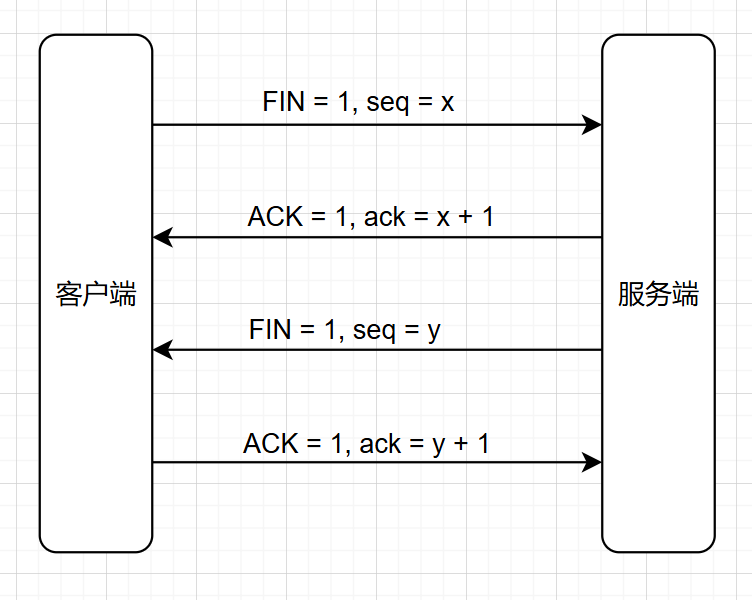 FIN = 1, seq = x
ACK = 1, ack = x + 1
客户端
服务端
FIN = 1, seq = y
ACK = 1, ack = y + 1